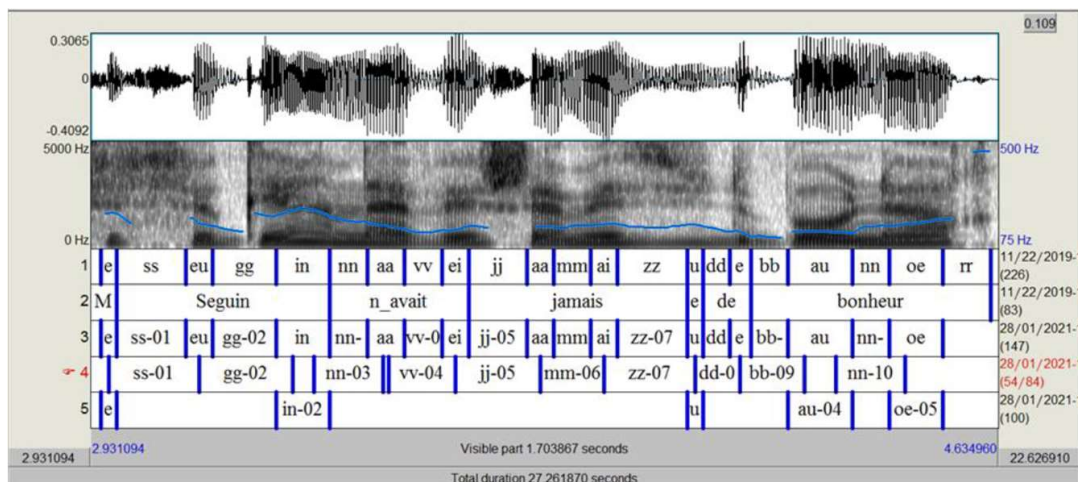 0.109
0.3065
0
-0.4092
5000 Hz 500 Hz
0 Hz 75 Hz
1 e ss eu gg in nn aa vv ei jj aa mm ai zz u dd e bb au nn oe rr 11/22/2019-1
(226)
2 M Seguin n_avait jamais e de bonheur 11/22/2019-1
(83)
3 e ss-01 eu gg-02 in nn- aa vv-0 ei jj-05 aa mm ai zz-07 u dd e bb- au nn- oe 28/01/2021-1
(147)
4 ss-01 gg-02 nn-03 vv-04 jj-05 mm-06 zz-07 dd-0 bb-09 nn-10 28/01/2021-1
(54/84)
5 e in-02 u au-04 oe-05 28/01/2021-1
(100)
2.931094 Visible part 1.703867 seconds 4.634960
2.931094 22.626910
Total duration 27.261870 seconds